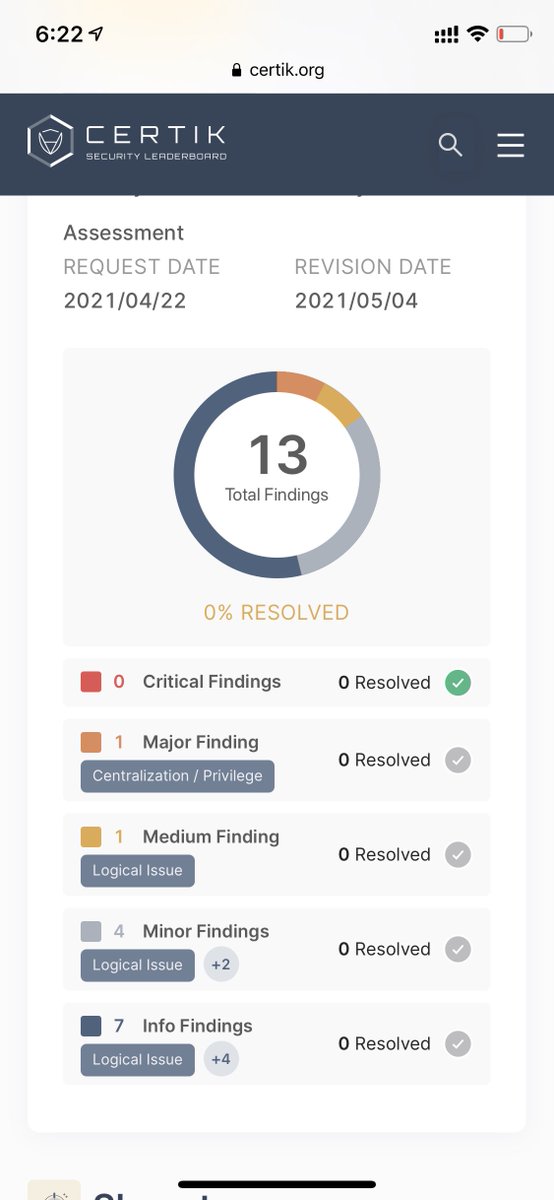 6:22
certik.org
CERTIK
SECURITY LEADERBOARD
Assessment
REQUEST DATE
REVISION DATE
2021/04/22
2021/05/04
13
Total Findings
0% RESOLVED
0 Critical Findings 0 Resolved
1 Major Finding
Centralization / Privilege
0 Resolved
1 Medium Finding
Logical Issue
0 Resolved
4 Minor Findings
Logical Issue +2
0 Resolved
7 Info Findings
Logical Issue +4
0 Resolved